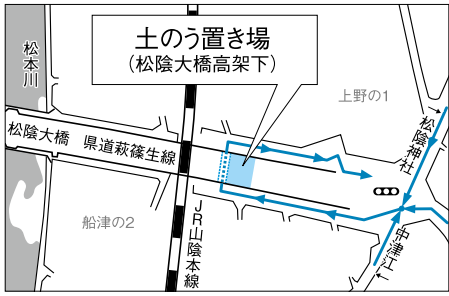 土のう置き場
（松陰大橋高架下）
松本川
上野の1
松陰神社
松陰大橋　県道萩篠生線
船津の2
JR山陰本線
中津江